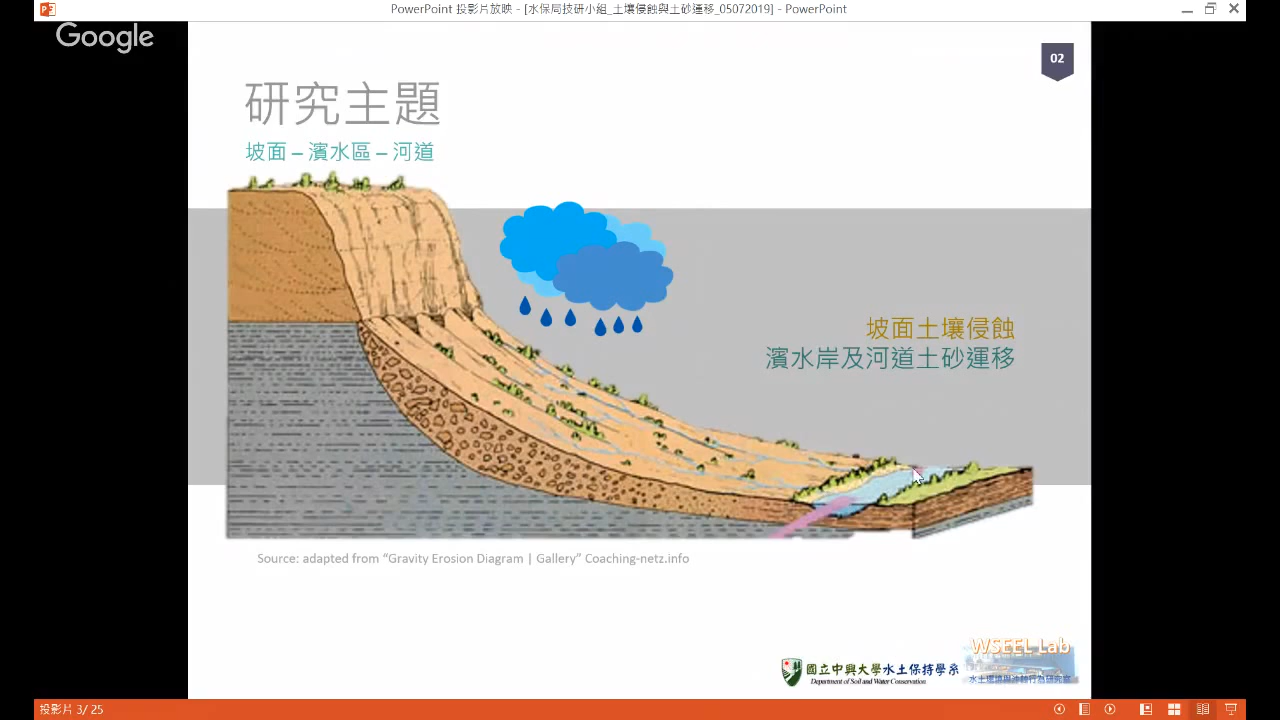 PowerPoint 投影片放映 - [水保局技研小組_土壤侵蝕與土砂運移_05072019] - PowerPoint
Google
02
研究主題
坡面 – 濱水區 – 河道
坡面土壤侵蝕
濱水岸及河道土砂運移
Source: adapted from “Gravity Erosion Diagram | Gallery” Coaching-netz.info
WSEEL Lab
國立中興大學水土保持學系
Department of Soil and Water Conservation
投影片 3/ 25